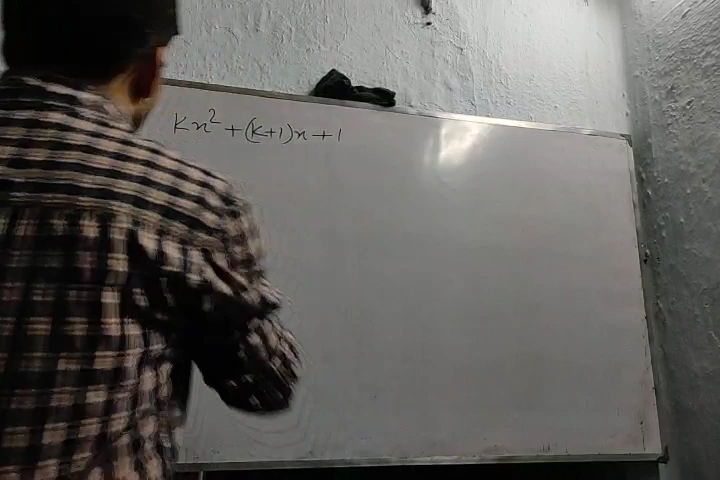 Kx² + (K+1)x + 1